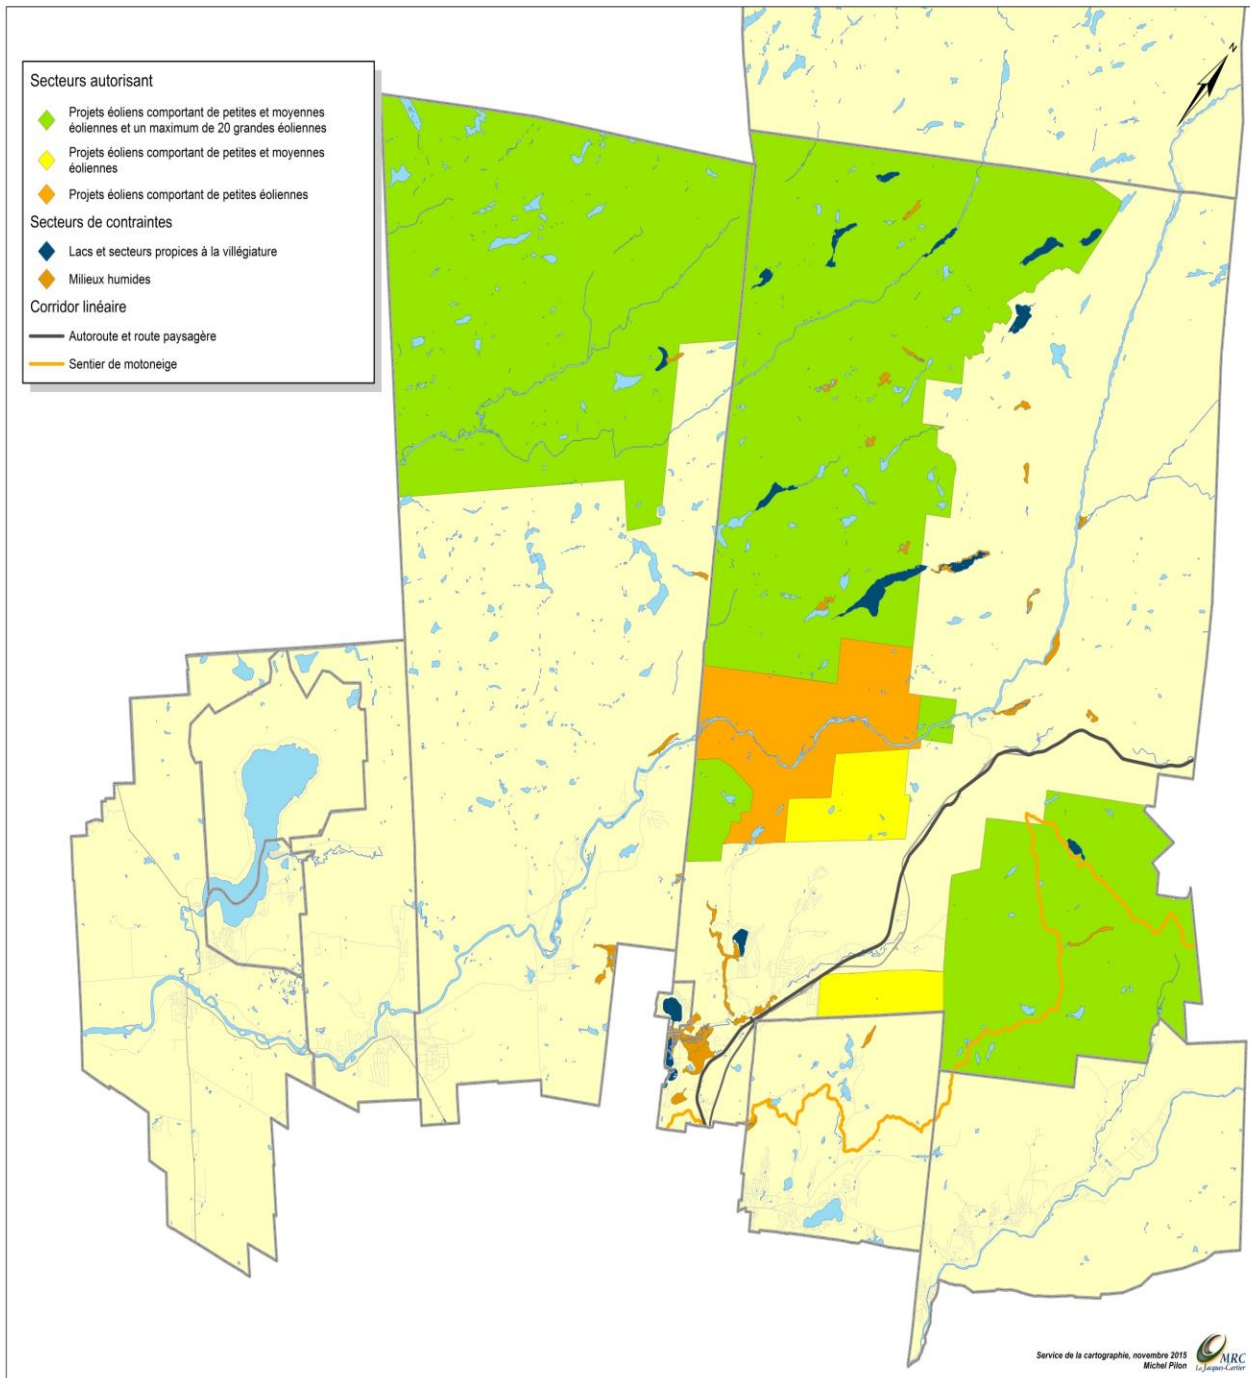 Secteurs autorisant
Projets éoliens comportant de petites et moyennes
éoliennes et un maximum de 20 grandes éoliennes
Projets éoliens comportant de petites et moyennes
éoliennes
Projets éoliens comportant de petites éoliennes
Secteurs de contraintes
Lacs et secteurs propices à la villégiature
Milieux humides
Corridor linéaire
Autoroute et route paysagère
Sentier de motoneige
N
Service de la cartographie, novembre 2015
Michel Pilon
MRC
La Jacques-Cartier